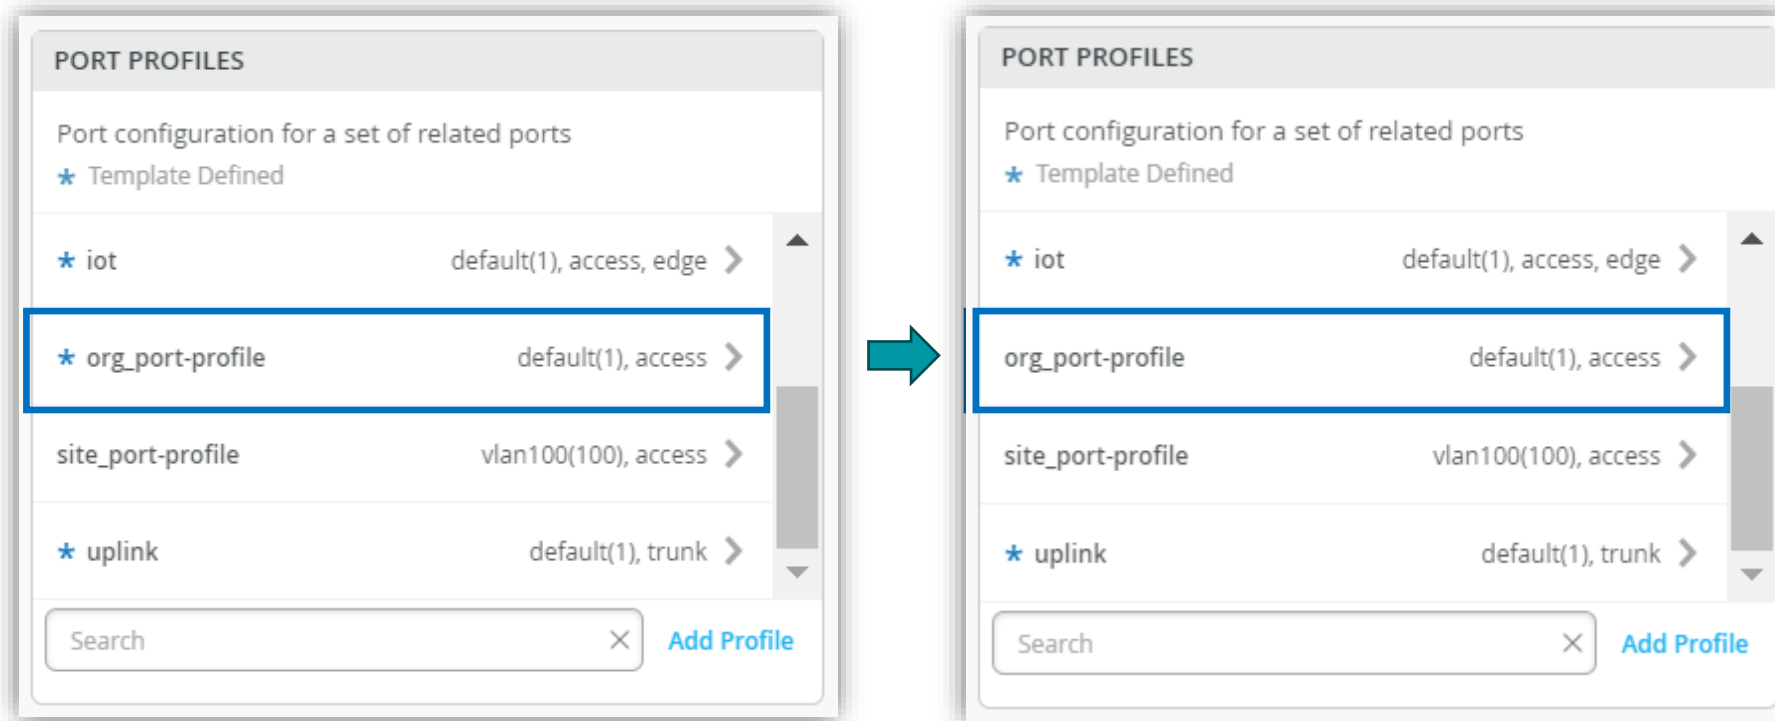 PORT PROFILES
Port configuration for a set of related ports
* Template Defined
* iot default(1), access, edge
* org_port-profile default(1), access
site_port-profile vlan100(100), access
* uplink default(1), trunk
Search Add Profile
PORT PROFILES
Port configuration for a set of related ports
* Template Defined
* iot default(1), access, edge
org_port-profile default(1), access
site_port-profile vlan100(100), access
* uplink default(1), trunk
Search Add Profile